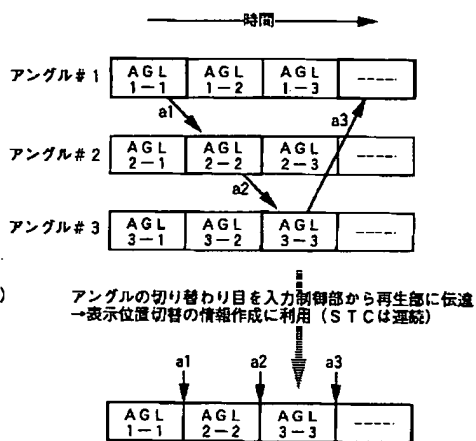 時間
アングル#1 AGL 1−1 AGL 1−2 AGL 1−3 -----
a1 a3
アングル#2 AGL 2−1 AGL 2−2 AGL 2−3 -----
a2
アングル#3 AGL 3−1 AGL 3−2 AGL 3−3 -----
)
アングルの切り替わり目を入力制御部から再生部に伝達
→表示位置切替の情報作成に利用(STCは連続)
a1 a2 a3
AGL 1−1 AGL 2−2 AGL 3−3 -----